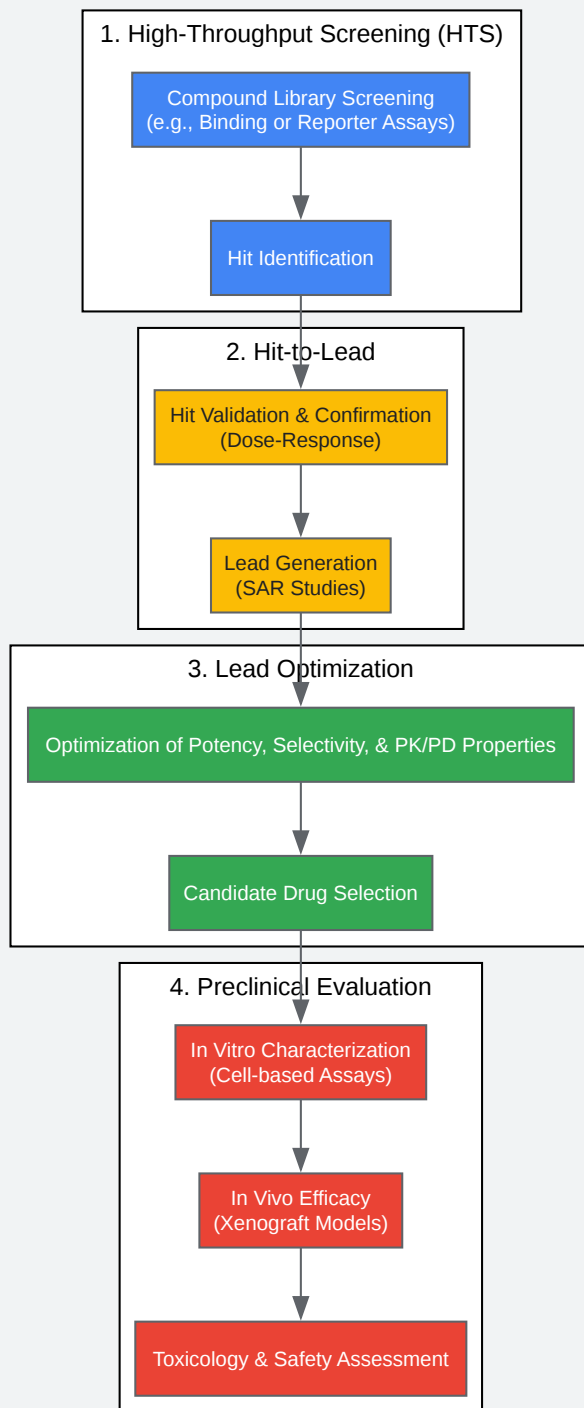 1. High-Throughput Screening (HTS)
Compound Library Screening
(e.g., Binding or Reporter Assays)
Hit Identification
2. Hit-to-Lead
Hit Validation & Confirmation
(Dose-Response)
Lead Generation
(SAR Studies)
3. Lead Optimization
Optimization of Potency, Selectivity, & PK/PD Properties
Candidate Drug Selection
4. Preclinical Evaluation
In Vitro Characterization
(Cell-based Assays)
In Vivo Efficacy
(Xenograft Models)
Toxicology & Safety Assessment